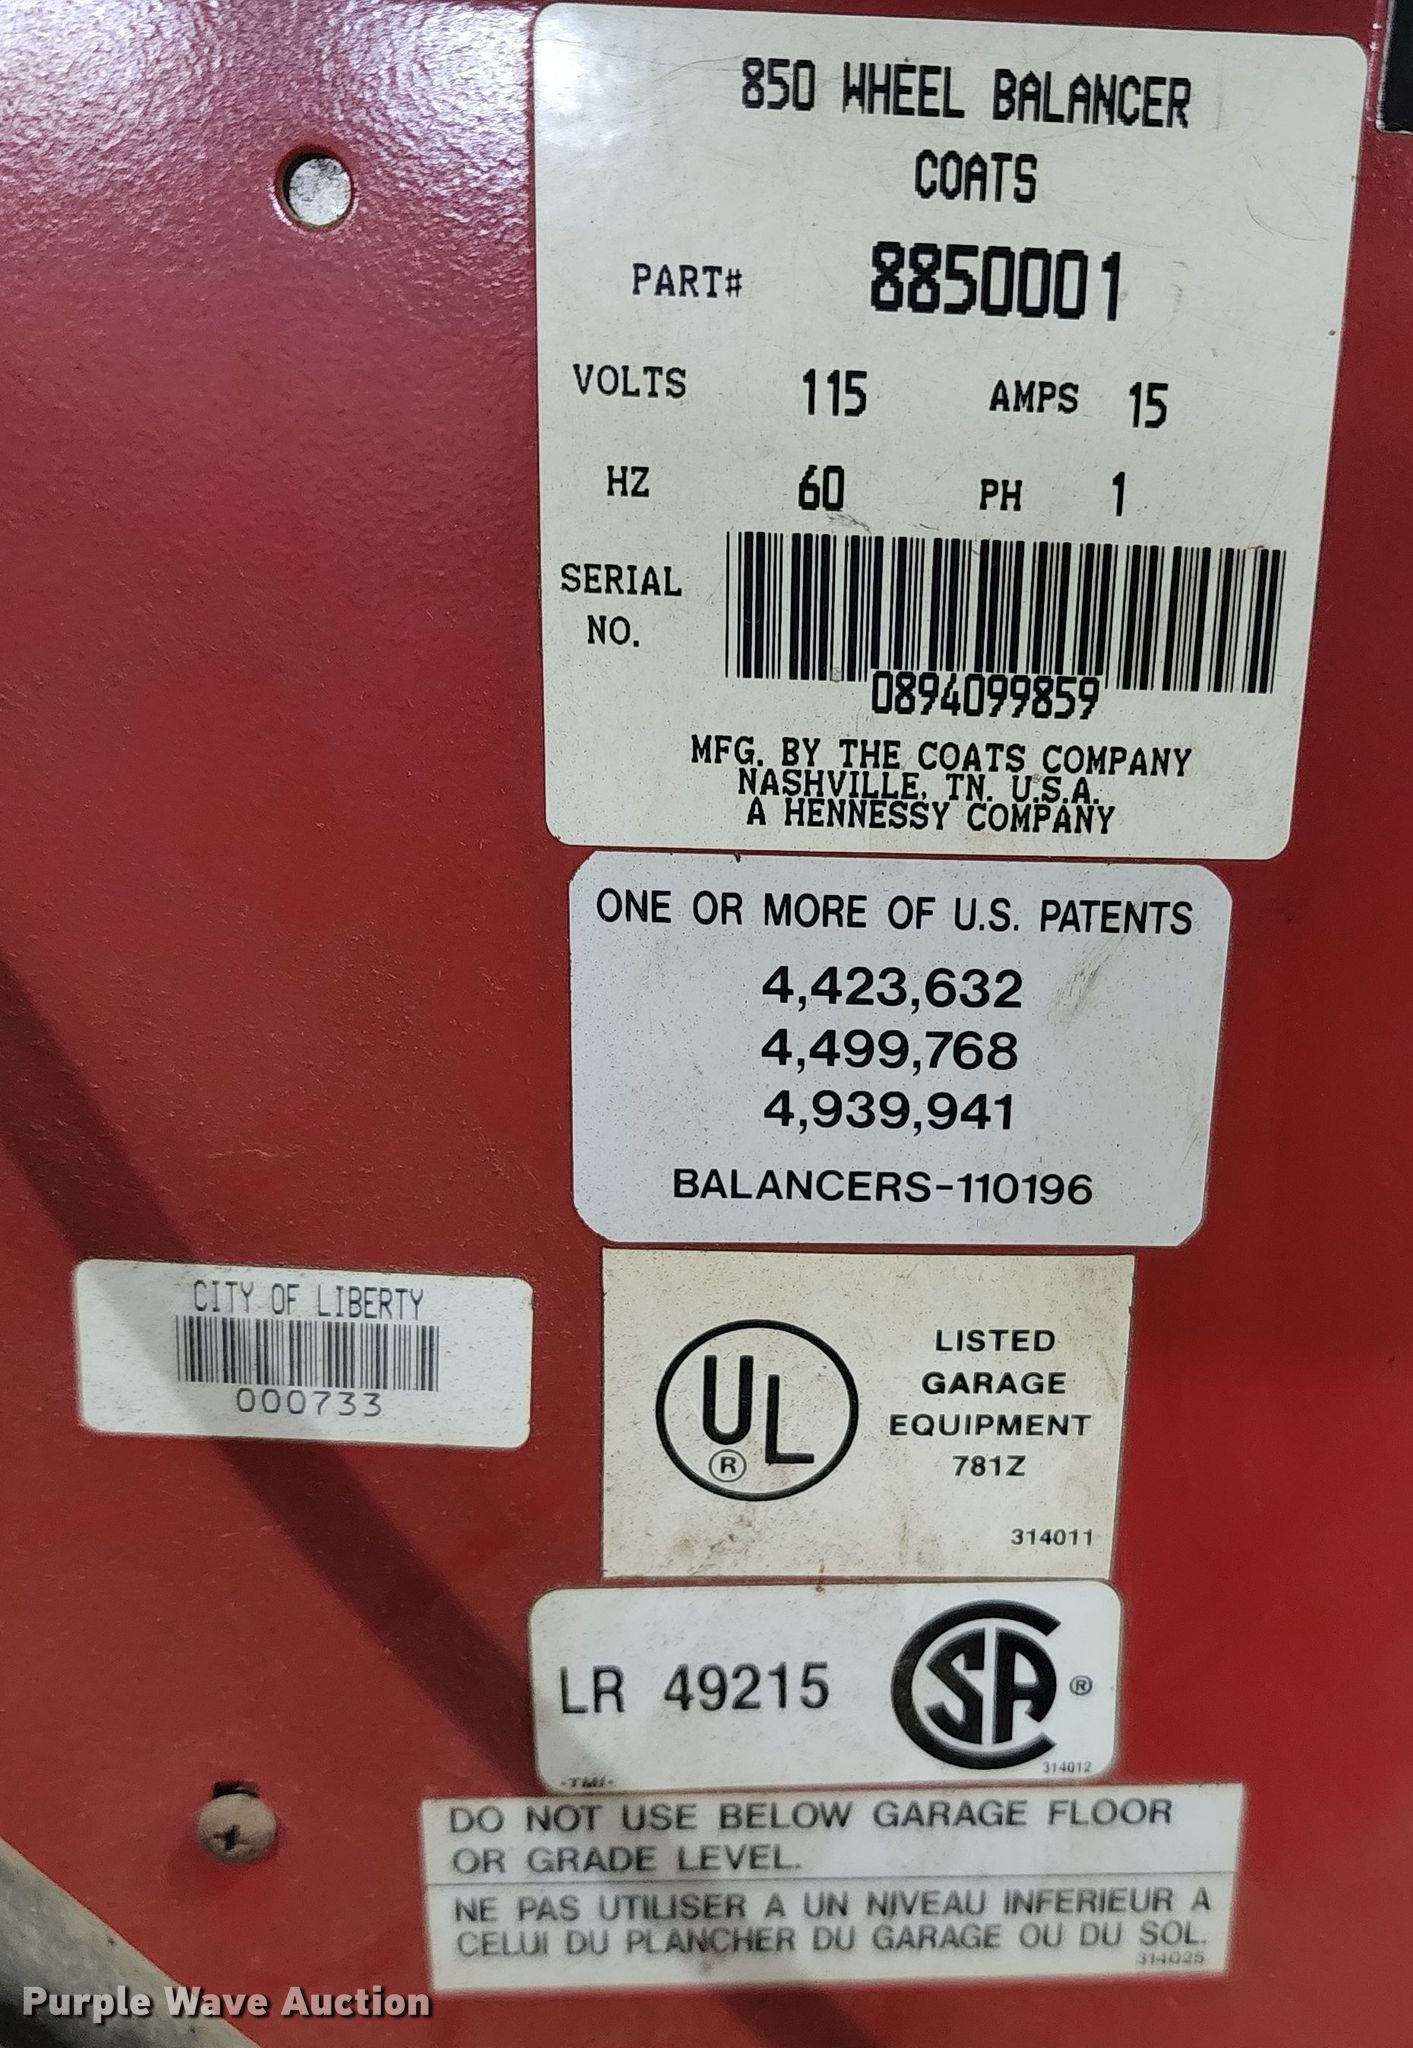 850 WHEEL BALANCER
COATS
PART# 8850001
VOLTS 115 AMPS 15
HZ 60 PH 1
SERIAL
NO.
0894099859
MFG. BY THE COATS COMPANY
NASHVILLE, TN. U.S.A.
A HENNESSY COMPANY
ONE OR MORE OF U.S. PATENTS
4,423,632
4,499,768
4,939,941
BALANCERS-110196
CITY OF LIBERTY
000733
UL ®
LISTED
GARAGE
EQUIPMENT
781Z
314011
LR 49215
CSA ®
314012
-TMI-
DO NOT USE BELOW GARAGE FLOOR
OR GRADE LEVEL.
NE PAS UTILISER A UN NIVEAU INFERIEUR A
CELUI DU PLANCHER DU GARAGE OU DU SOL.
314025
Purple Wave Auction